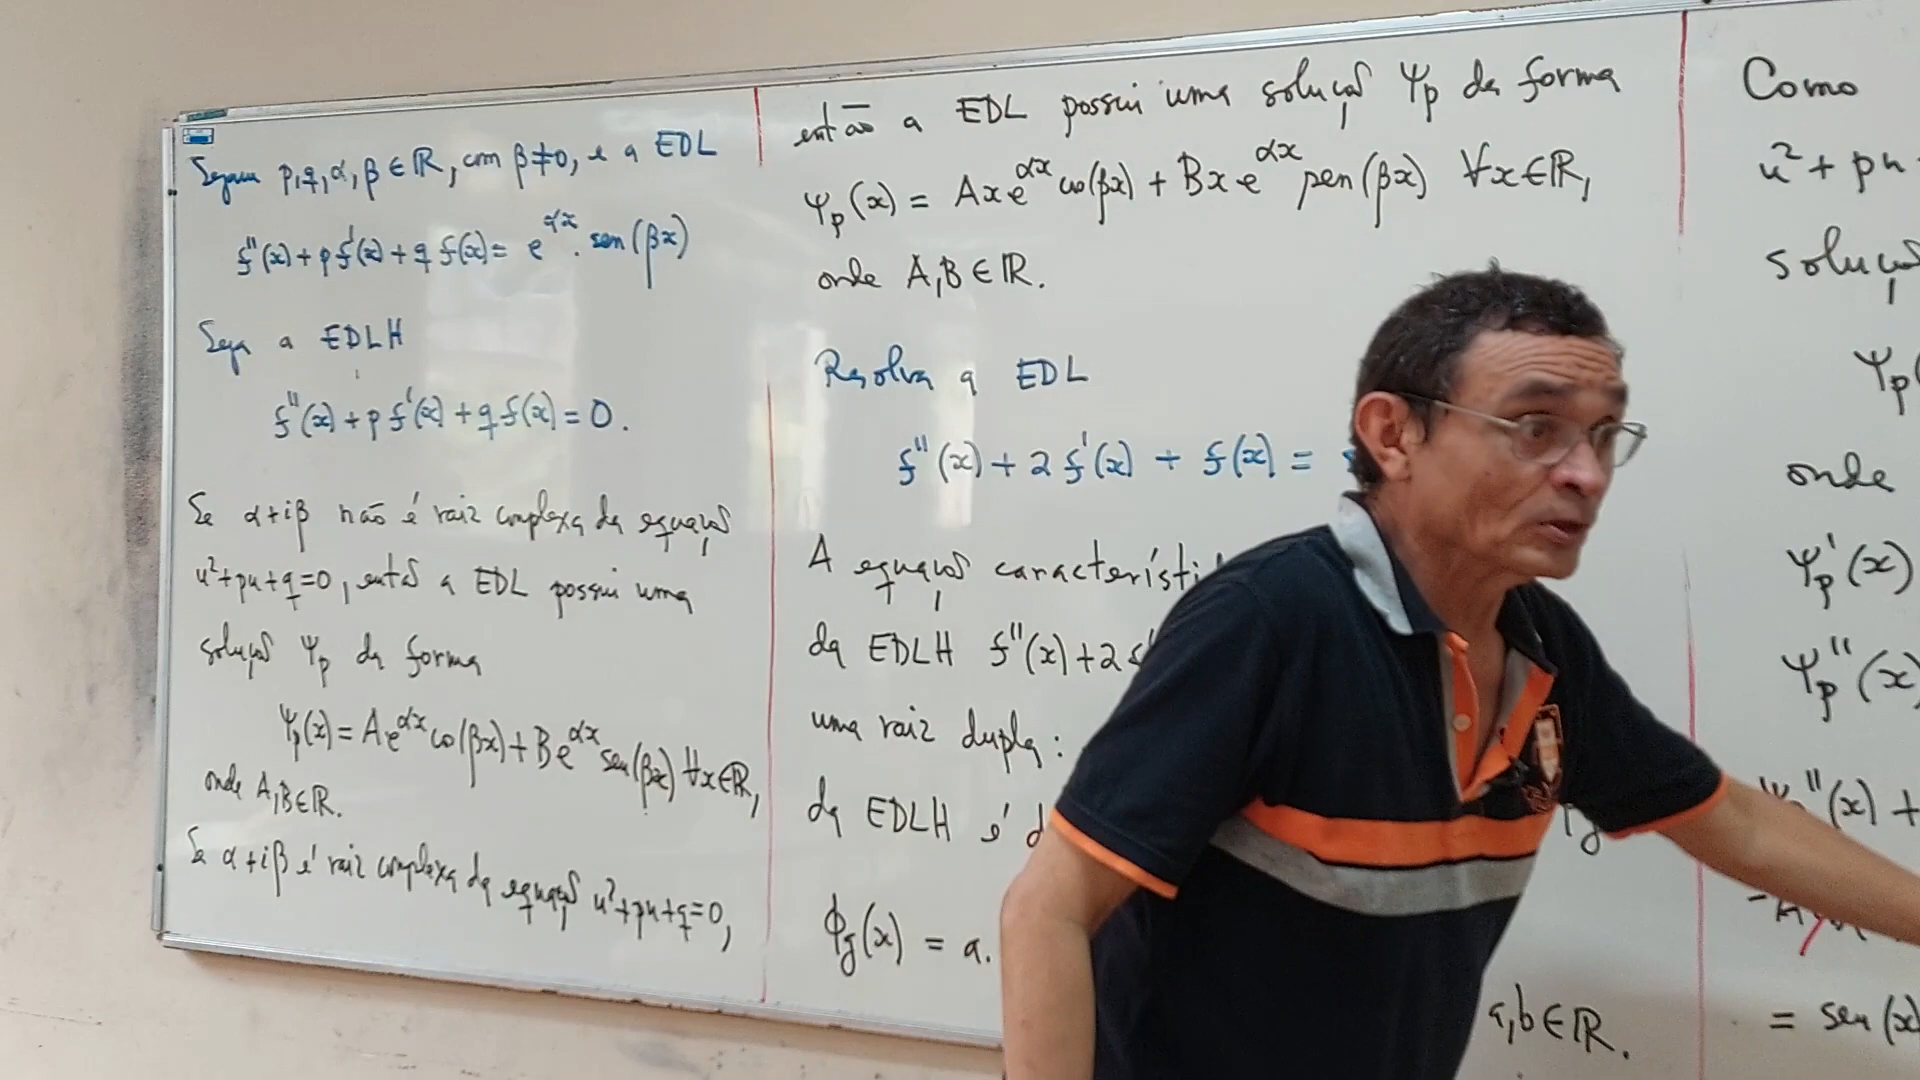 Sejam p,q,α,β ∈ ℝ, com β≠0, e a EDL
f''(x) + p f'(x) + q f(x) = e^{αx} . sen(βx)
Seja a EDLH
f''(x) + p f'(x) + q f(x) = 0.
Se α+iβ não é raiz complexa da equação
u²+pu+q=0, então a EDL possui uma
solução Ψp da forma
Ψp(x) = A e^{αx} cos(βx) + B e^{αx} sen(βx) ∀x∈ℝ,
onde A,B∈ℝ.
Se α+iβ é raiz complexa da equação u²+pu+q=0,
então a EDL possui uma solução Ψp da forma
Ψp(x) = A x e^{αx} cos(βx) + B x e^{αx} sen(βx) ∀x∈ℝ,
onde A,B ∈ ℝ.
Resolva a EDL
f''(x) + 2 f'(x) + f(x) =
A equação característi
da EDLH f''(x) + 2
uma raiz dupla:
da EDLH é d
ϕg(x) = a.
a,b ∈ ℝ.
Como
u² + pu
solução
Ψp(
onde
Ψp'(x)
Ψp''(x)
''(x) +
= sen(x)